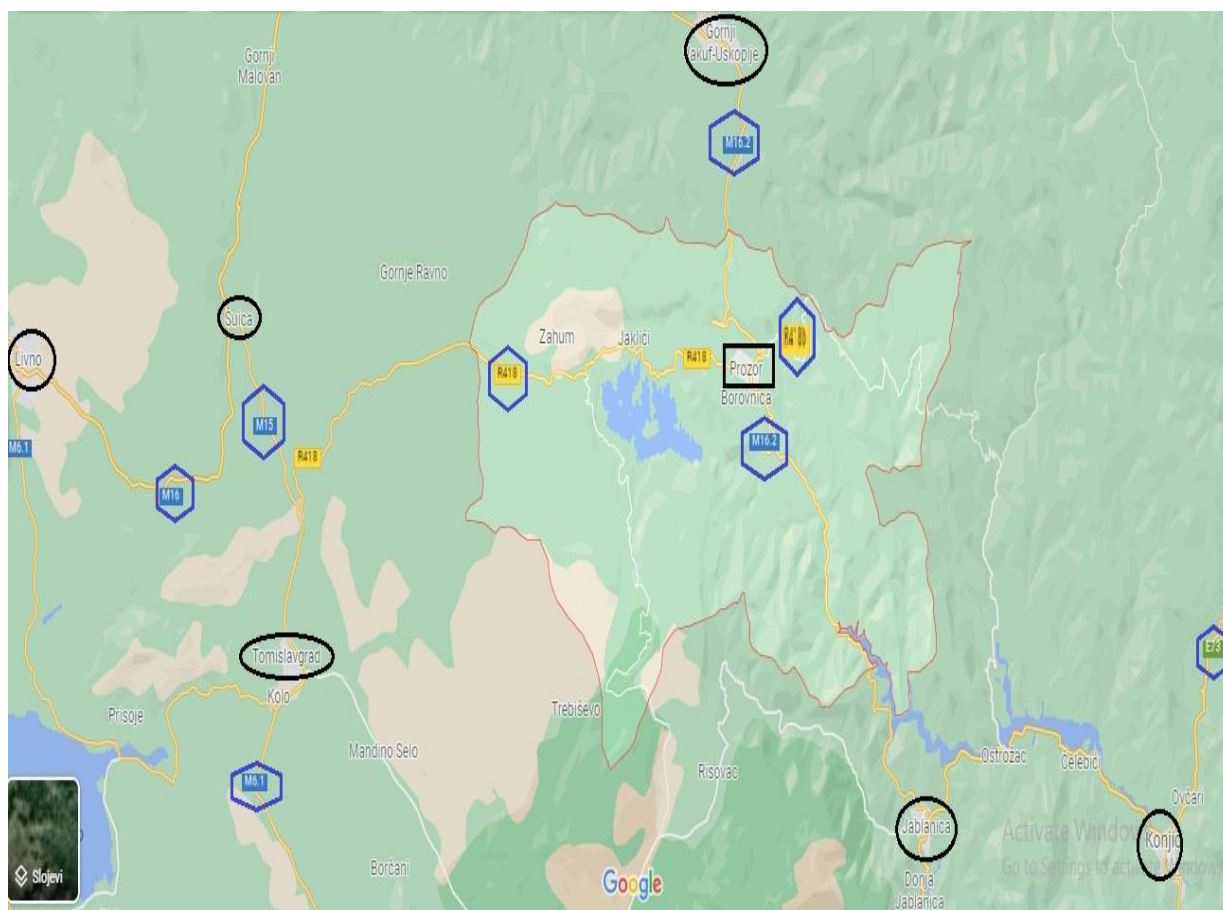 Gornji
Vakuf-Uskoplje
Gornji
Malovan
M16.2
Gornje Ravno
Šuica
Livno
Zahum
Jaklići
R418b
R418
Prozor
R418
Borovnica
M15
M6.1
R418
M16.2
M16
Tomislavgrad
Kolo
E73
Prisoje
Trebiševo
Mandino Selo
Risovac
Ostrožac
Čelebići
M6.1
Ovčari
Jablanica
Activate Windows
Konjic
Go to Settings to activate Windows
Borčani
Slojevi
Google
Donja
Jablanica